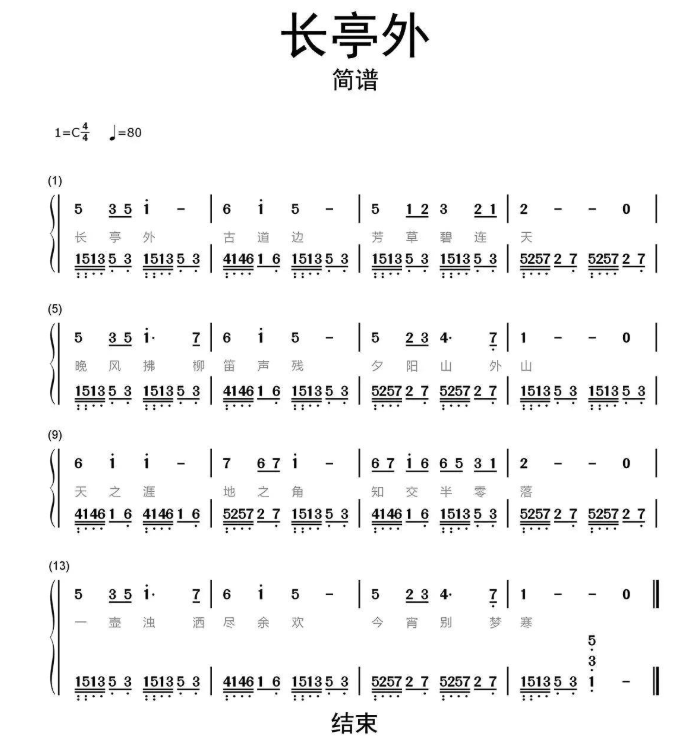 长亭外
简谱
1=C4/4 ♩=80
(1)
5 3 5 i - | 6 i 5 - | 5 1 2 3 2 1 | 2 - - 0 |
长 亭 外 古 道 边 芳 草 碧 连 天
1513 5 3 1513 5 3 | 4146 1 6 1513 5 3 | 1513 5 3 1513 5 3 | 5257 2 7 5257 2 7 |
(5)
5 3 5 i· 7 | 6 i 5 - | 5 2 3 4· 7 | 1 - - 0 |
晚 风 拂 柳 笛 声 残 夕 阳 山 外 山
1513 5 3 1513 5 3 | 4146 1 6 1513 5 3 | 5257 2 7 5257 2 7 | 1513 5 3 1513 5 3 |
(9)
6 i i - | 7 6 7 i - | 6 7 i 6 6 5 3 1 | 2 - - 0 |
天 之 涯 地 之 角 知 交 半 零 落
4146 1 6 4146 1 6 | 5257 2 7 1513 5 3 | 4146 1 6 1513 5 3 | 5257 2 7 5257 2 7 |
(13)
5 3 5 i· 7 | 6 i 5 - | 5 2 3 4· 7 | 1 - - 0 ‖
一 壶 浊 洒 尽 余 欢 今 宵 别 梦 寒
5
3
1513 5 3 1513 5 3 | 4146 1 6 1513 5 3 | 5257 2 7 5257 2 7 | 1513 5 3 1 - ‖
结束